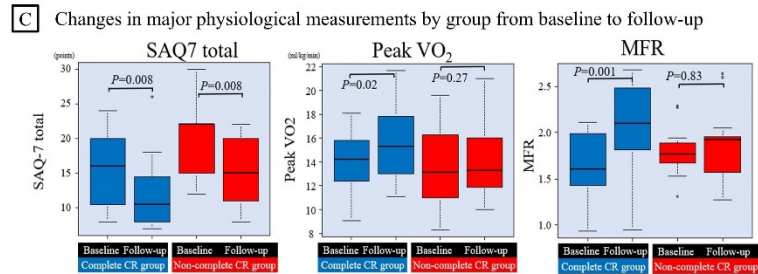 C Changes in major physiological measurements by group from baseline to follow-up
SAQ7 total
(points)
SAQ-7 total
30
25
20
15
10
P=0.008
P=0.008
Baseline Follow-up Baseline Follow-up
Complete CR group Non-complete CR group
Peak VO2
(ml/kg/min)
Peak VO2
22
20
18
16
14
12
10
8
P=0.02
P=0.27
Baseline Follow-up Baseline Follow-up
Complete CR group Non-complete CR group
MFR
MFR
2.5
2.0
1.5
1.0
P=0.001
P=0.83
Baseline Follow-up Baseline Follow-up
Complete CR group Non-complete CR group